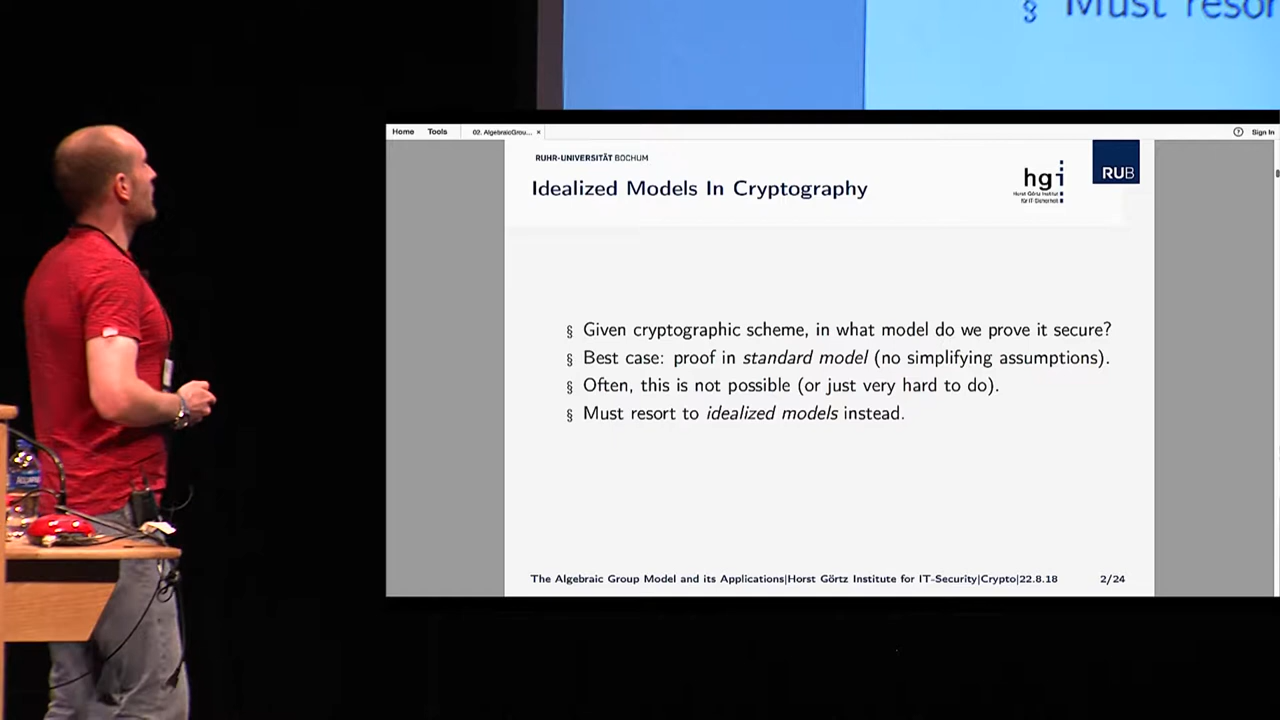 § Must resor
Home Tools 02. AlgebraicGrou... × ? Sign In
RUHR-UNIVERSITÄT BOCHUM
Idealized Models In Cryptography
hgi
Horst Görtz Institut
für IT-Sicherheit
RUB
§ Given cryptographic scheme, in what model do we prove it secure?
§ Best case: proof in standard model (no simplifying assumptions).
§ Often, this is not possible (or just very hard to do).
§ Must resort to idealized models instead.
The Algebraic Group Model and its Applications|Horst Görtz Institute for IT-Security|Crypto|22.8.18 2/24